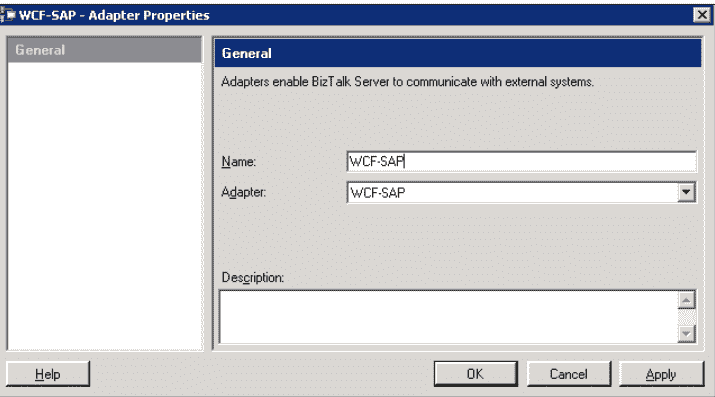 WCF-SAP - Adapter Properties
General
General
Adapters enable BizTalk Server to communicate with external systems.
Name:
WCF-SAP
Adapter:
WCF-SAP
Description:
Help
OK
Cancel
Apply